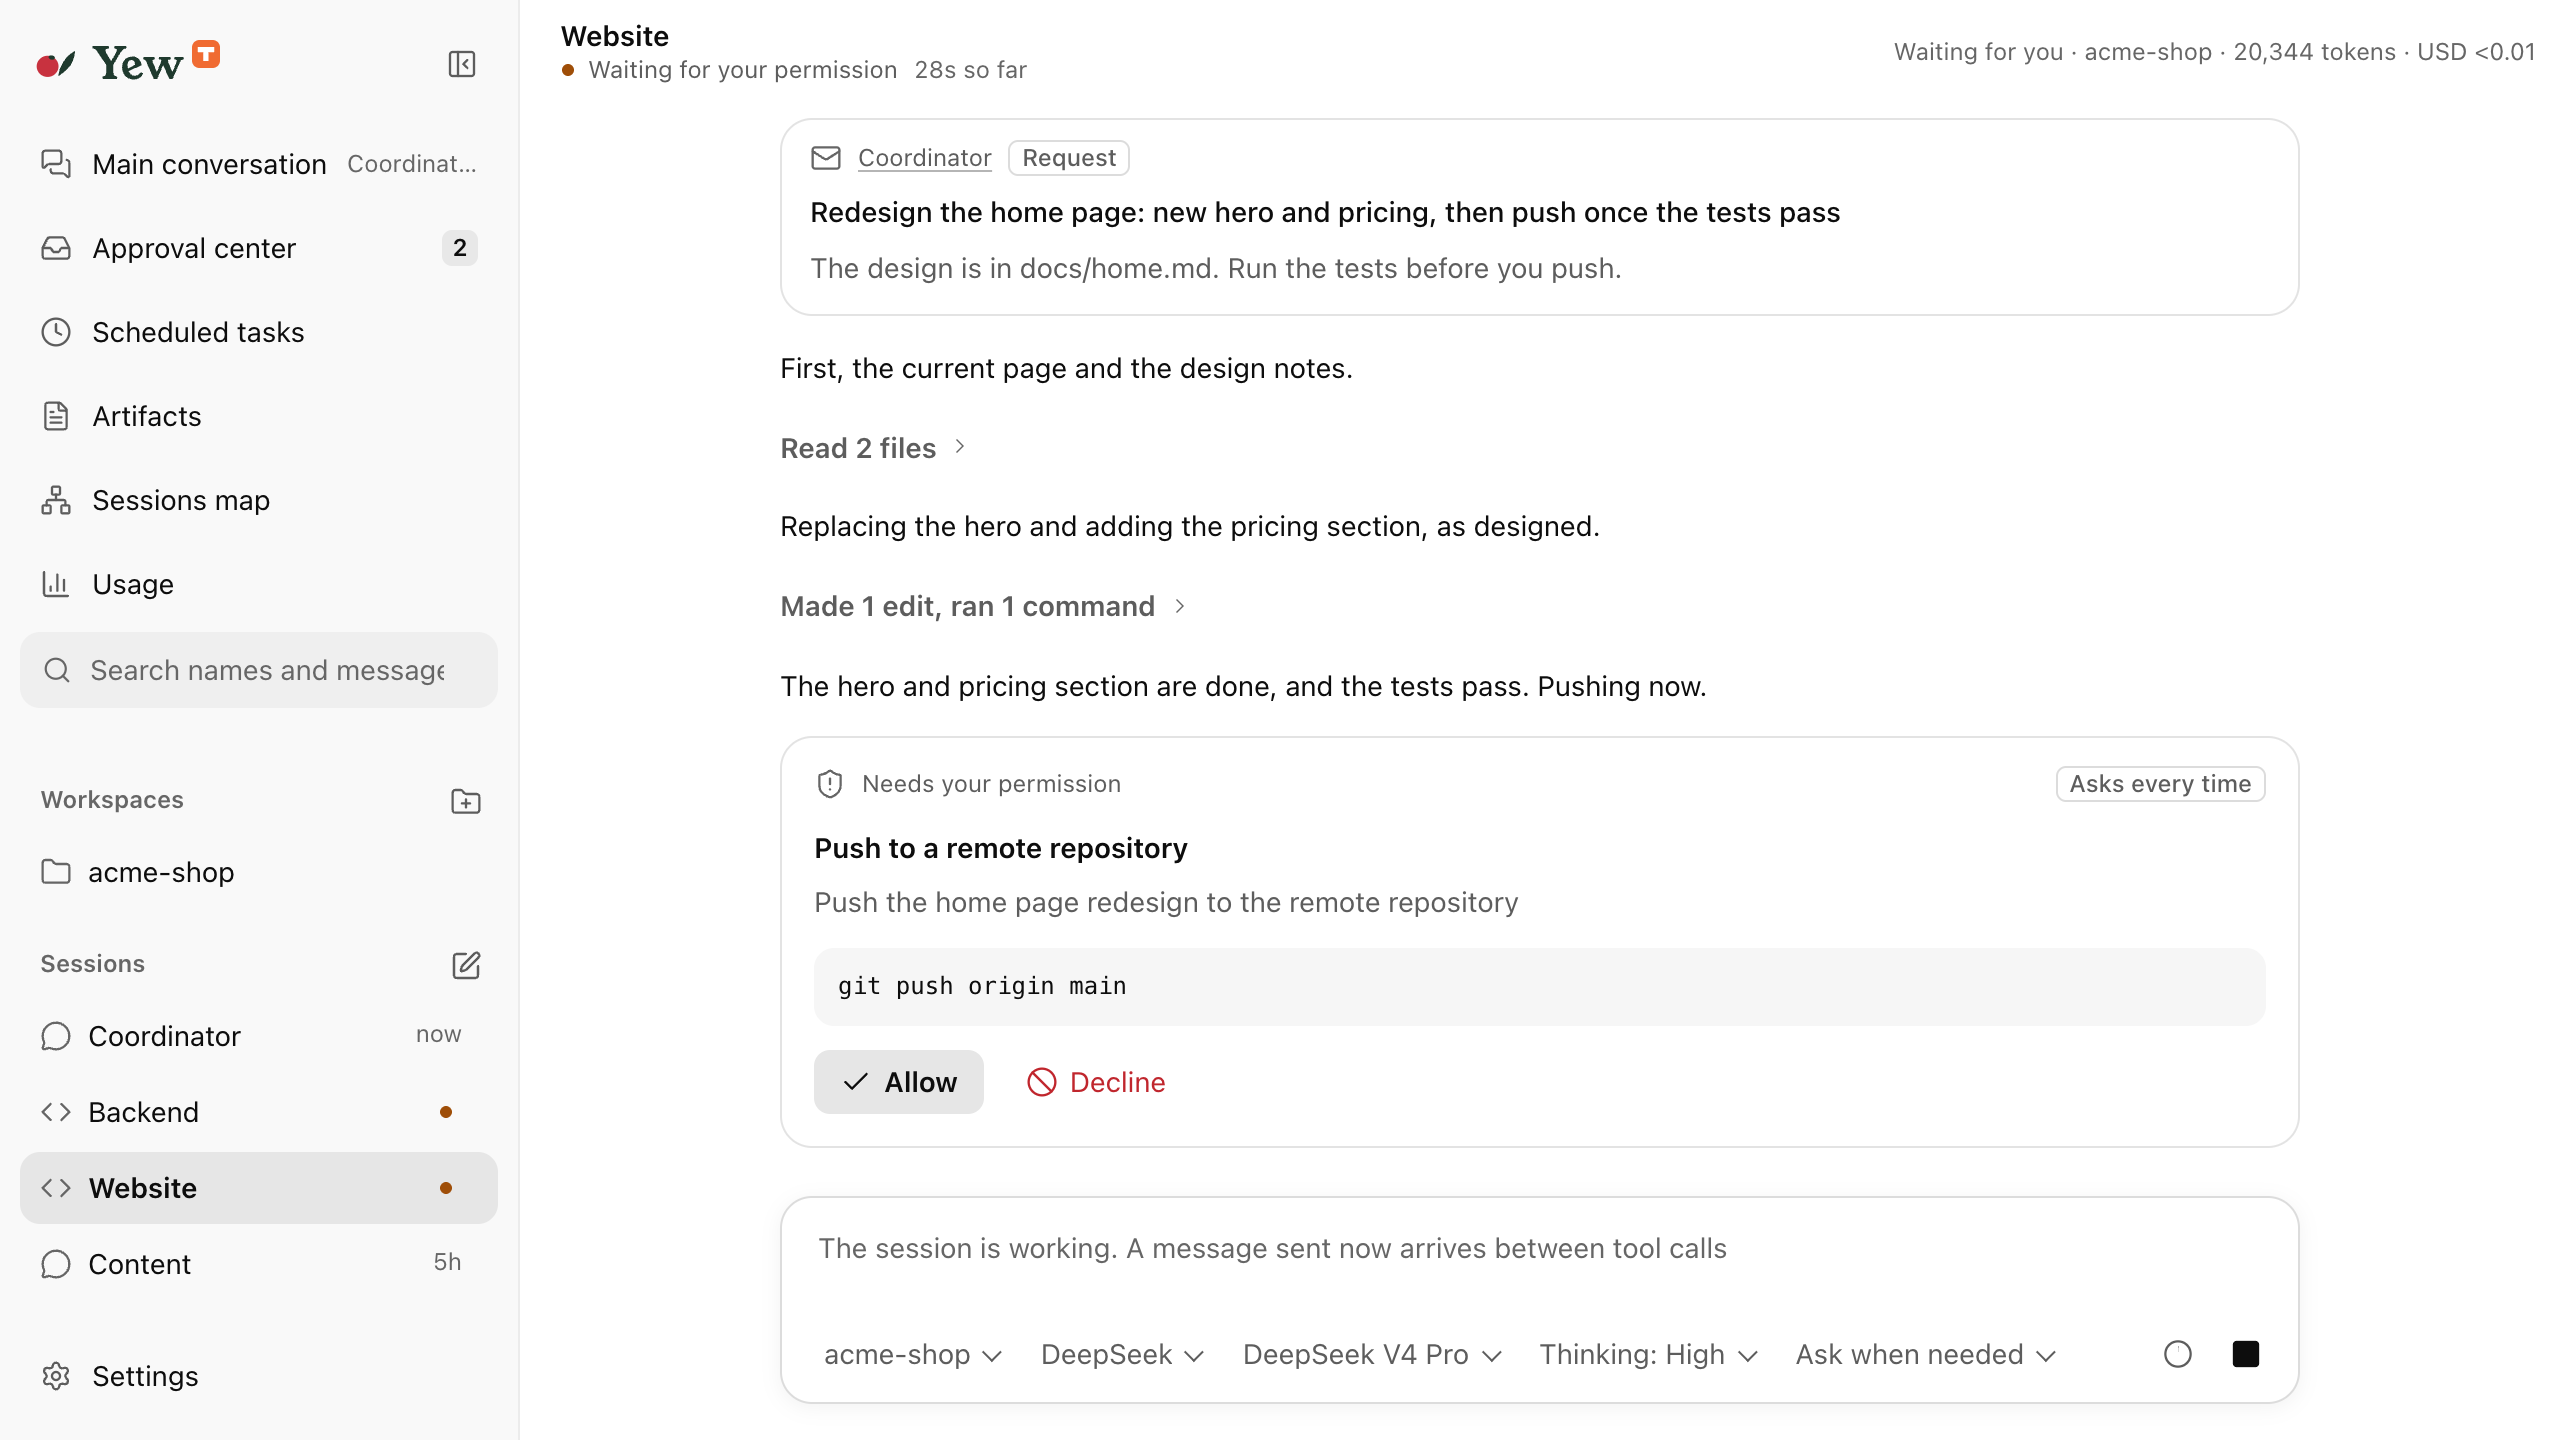 Yew T
Main conversation Coordinat...
Approval center 2
Scheduled tasks
Artifacts
Sessions map
Usage
Search names and message
Workspaces
acme-shop
Sessions
Coordinator now
Backend
Website
Content 5h
Settings
Website
Waiting for your permission 28s so far
Waiting for you · acme-shop · 20,344 tokens · USD <0.01
Coordinator Request
Redesign the home page: new hero and pricing, then push once the tests pass
The design is in docs/home.md. Run the tests before you push.
First, the current page and the design notes.
Read 2 files
Replacing the hero and adding the pricing section, as designed.
Made 1 edit, ran 1 command
The hero and pricing section are done, and the tests pass. Pushing now.
Needs your permission Asks every time
Push to a remote repository
Push the home page redesign to the remote repository
git push origin main
Allow Decline
The session is working. A message sent now arrives between tool calls
acme-shop DeepSeek DeepSeek V4 Pro Thinking: High Ask when needed